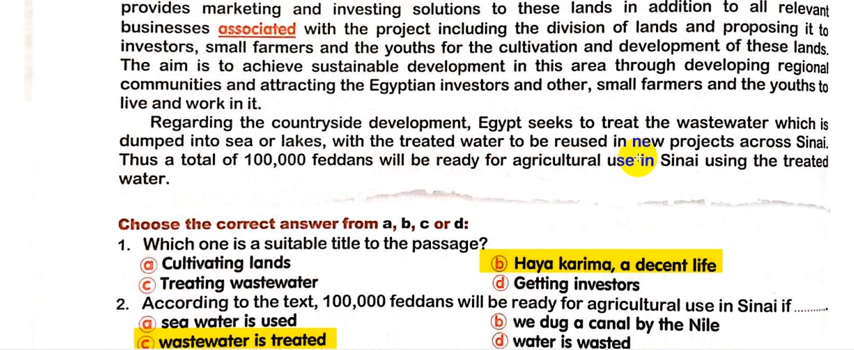 provides marketing and investing solutions to these lands in addition to all relevant
businesses associated with the project including the division of lands and proposing it to
investors, small farmers and the youths for the cultivation and development of these lands.
The aim is to achieve sustainable development in this area through developing regional
communities and attracting the Egyptian investors and other, small farmers and the youths to
live and work in it.
Regarding the countryside development, Egypt seeks to treat the wastewater which is
dumped into sea or lakes, with the treated water to be reused in new projects across Sinai.
Thus a total of 100,000 feddans will be ready for agricultural use in Sinai using the treated
water.
Choose the correct answer from a, b, c or d:
1. Which one is a suitable title to the passage?
a Cultivating lands b Haya karima, a decent life
c Treating wastewater d Getting investors
2. According to the text, 100,000 feddans will be ready for agricultural use in Sinai if ...........
a sea water is used b we dug a canal by the Nile
c wastewater is treated d water is wasted